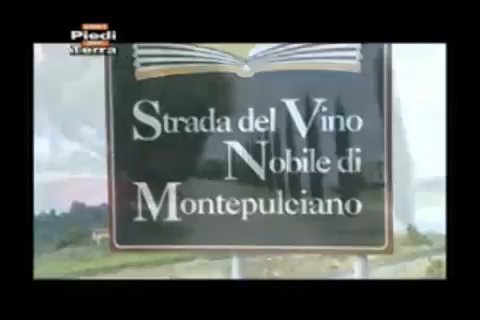 Piedi
Terra
Strada del Vino
Nobile di
Montepulciano